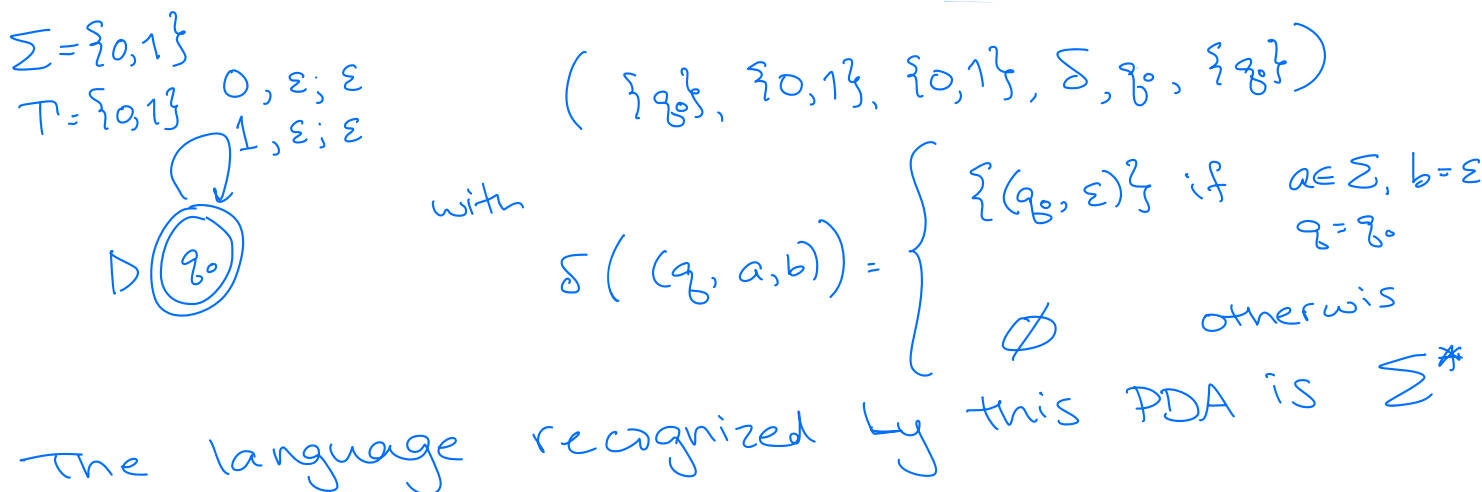 Σ={0,1}
Γ={0,1}
0, ε; ε
1, ε; ε
q₀
({q₀}, {0,1}, {0,1}, δ, q₀, {q₀})
with
δ((q, a, b)) = {
{(q₀, ε)} if a∈Σ, b=ε
q=q₀
∅ otherwis
The language recognized by this PDA is Σ*